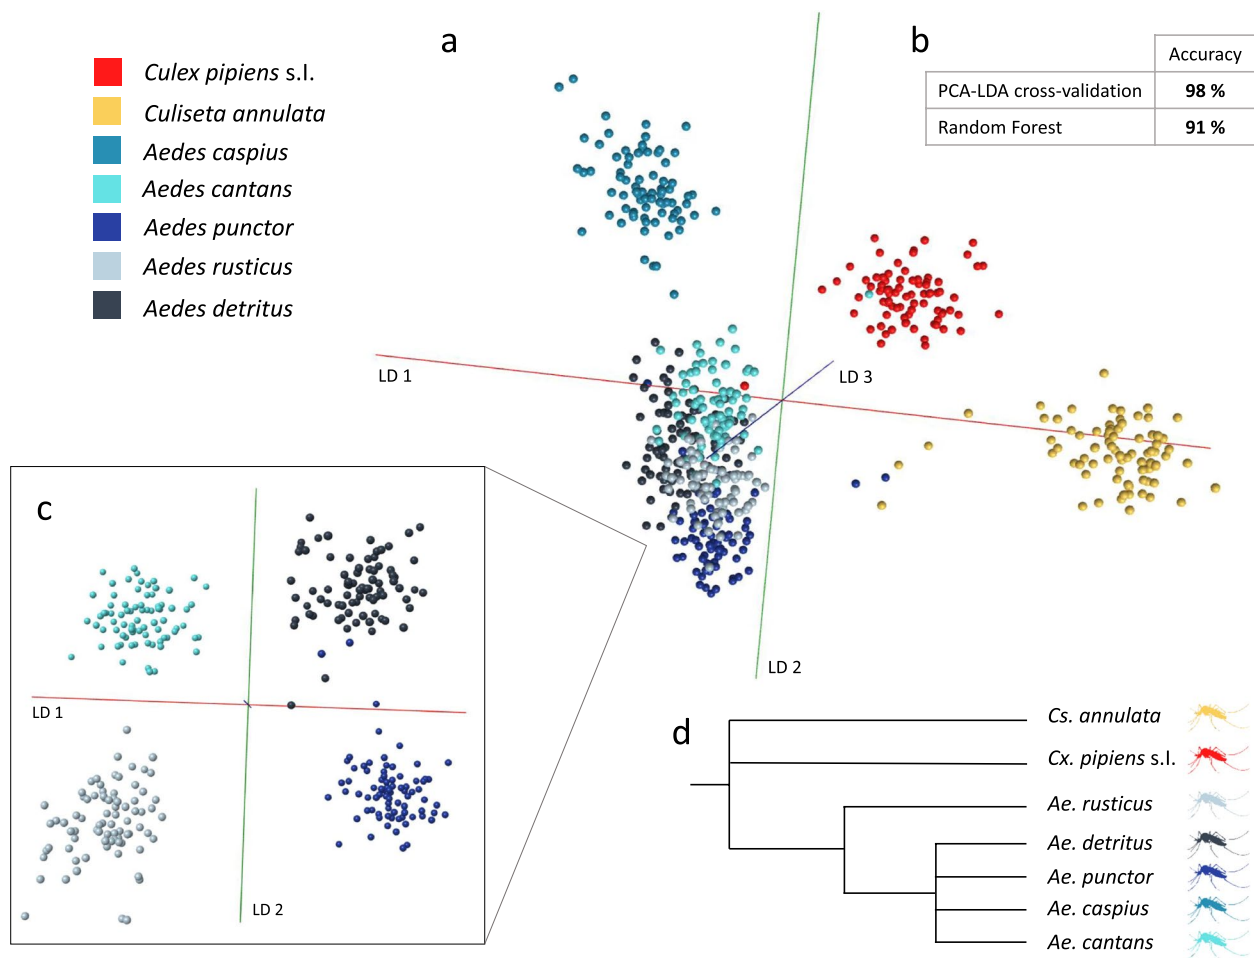 a
b
Accuracy
PCA-LDA cross-validation 98 %
Random Forest 91 %
Culex pipiens s.l.
Culiseta annulata
Aedes caspius
Aedes cantans
Aedes punctor
Aedes rusticus
Aedes detritus
LD 1
LD 3
LD 2
c
LD 1
LD 2
d
Cs. annulata
Cx. pipiens s.l.
Ae. rusticus
Ae. detritus
Ae. punctor
Ae. caspius
Ae. cantans